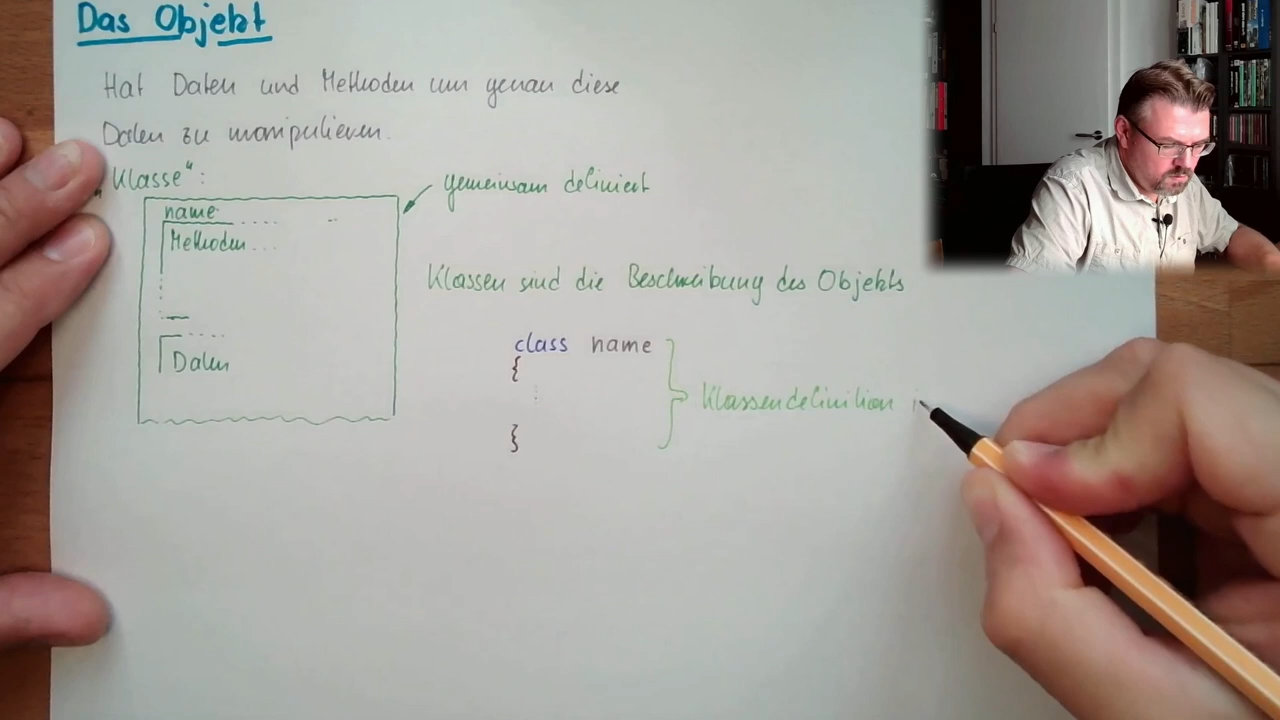 Das Objekt
Hat Daten und Methoden um genau diese
Daten zu manipulieren.
„Klasse“:
gemeinsam definiert
name
Methoden...
Daten
Klassen sind die Beschreibung des Objekts
class name
{
⋮
}
Klassendefinition